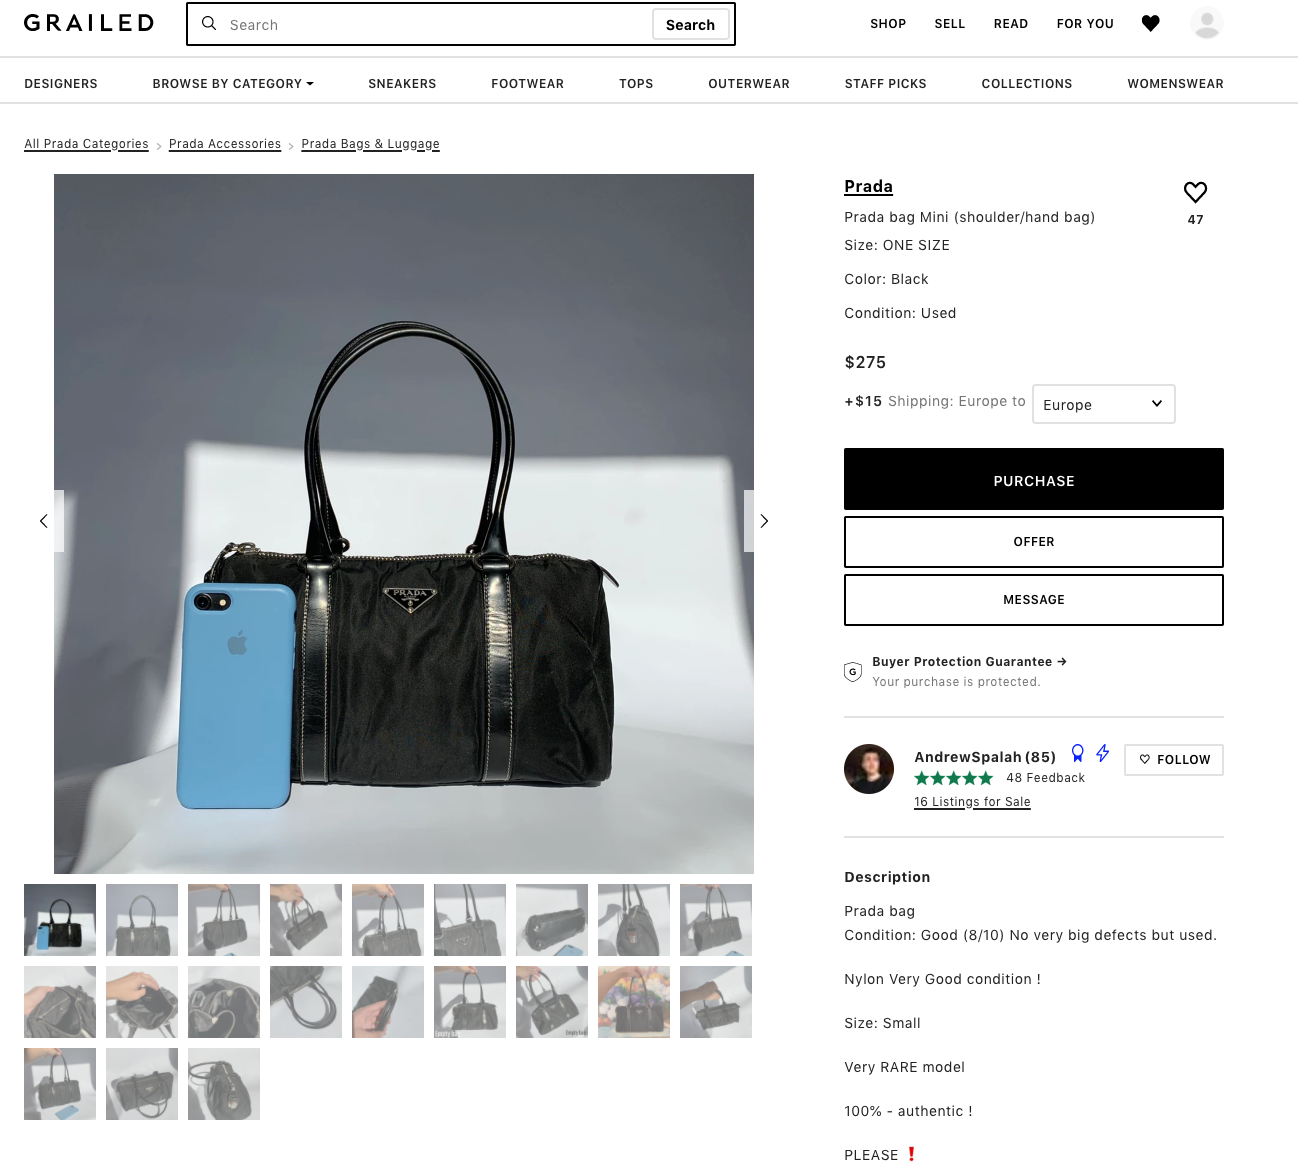 GRAILED
Search
Search
SHOP
SELL
READ
FOR YOU
DESIGNERS
BROWSE BY CATEGORY
SNEAKERS
FOOTWEAR
TOPS
OUTERWEAR
STAFF PICKS
COLLECTIONS
WOMENSWEAR
All Prada Categories > Prada Accessories > Prada Bags & Luggage
PRADA
Empty bag
Empty bag
Prada
47
Prada bag Mini (shoulder/hand bag)
Size: ONE SIZE
Color: Black
Condition: Used
$275
+$15 Shipping: Europe to Europe
PURCHASE
OFFER
MESSAGE
G
Buyer Protection Guarantee →
Your purchase is protected.
AndrewSpalah (85)
48 Feedback
16 Listings for Sale
FOLLOW
Description
Prada bag
Condition: Good (8/10) No very big defects but used.
Nylon Very Good condition !
Size: Small
Very RARE model
100% - authentic !
PLEASE ❗